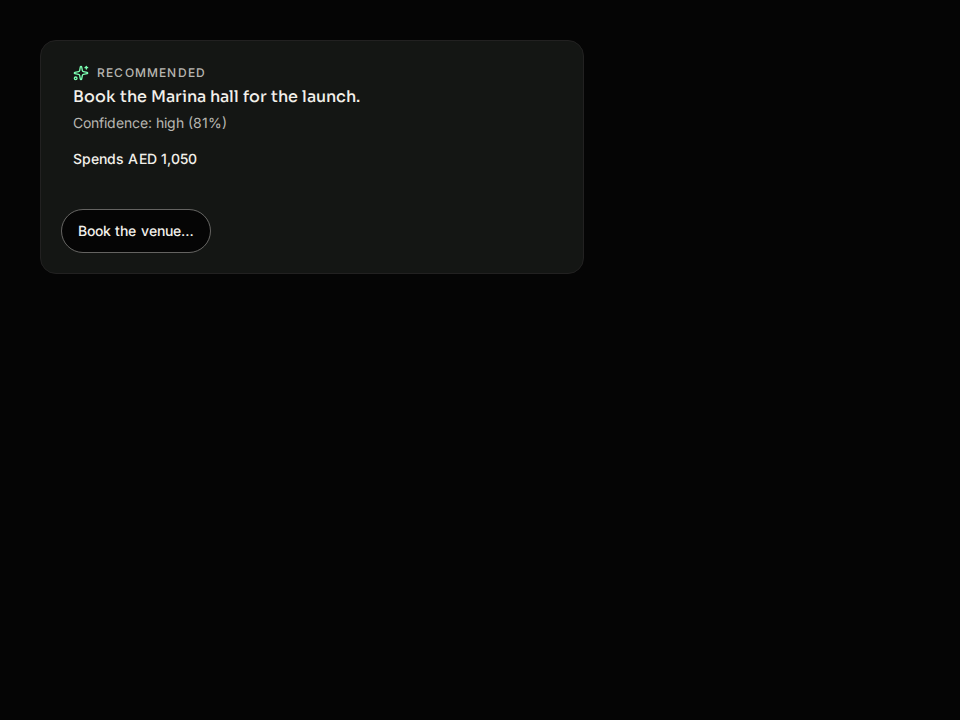 RECOMMENDED
Book the Marina hall for the launch.
Confidence: high (81%)
Spends AED 1,050
Book the venue...